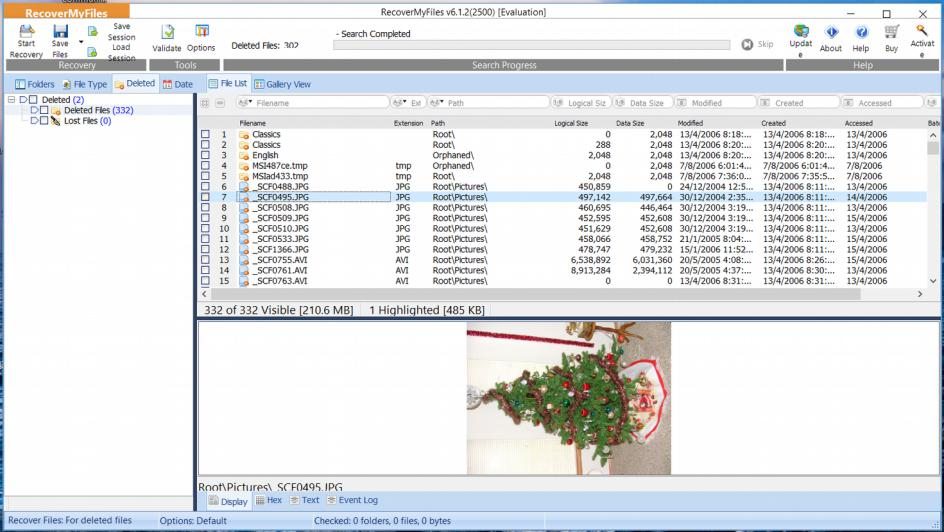 RecoverMyFiles
RecoverMyFiles v6.1.2(2500) [Evaluation]
Start Recovery
Save Files
Save Session
Load Session
Validate
Options
Deleted Files: 302
- Search Completed
Skip
Update
About
Help
Buy
Activate
Recovery
Tools
Search Progress
Help
Folders File Type Deleted Date
File List Gallery View
Deleted (2)
Deleted Files (332)
Lost Files (0)
Filename Ext Path Logical Siz Data Size Modified Created Accessed
Filename Extension Path Logical Size Data Size Modified Created Accessed Bate
1 Classics Root\ 0 2,048 13/4/2006 8:18:... 13/4/2006 8:18:... 13/4/2006
2 Classics Root\ 288 2,048 13/4/2006 8:20:... 13/4/2006 8:20:... 13/4/2006
3 English Orphaned\ 2,048 2,048 13/4/2006 8:20:... 13/4/2006 8:20:... 13/4/2006
4 MSI487ce.tmp tmp Orphaned\ 0 2,048 7/8/2006 6:01:4... 7/8/2006 6:01:4... 7/8/2006
5 MSIad433.tmp tmp Root\ 2,048 2,048 7/8/2006 7:36:0... 7/8/2006 7:35:5... 7/8/2006
6 _SCF0488.JPG JPG Root\Pictures\ 450,859 0 24/12/2004 12:5... 13/4/2006 8:11:... 13/4/2006
7 _SCF0495.JPG JPG Root\Pictures\ 497,142 497,664 30/12/2004 2:35... 13/4/2006 8:11:... 14/4/2006
8 _SCF0508.JPG JPG Root\Pictures\ 460,695 446,464 30/12/2004 3:19... 13/4/2006 8:11:... 13/4/2006
9 _SCF0509.JPG JPG Root\Pictures\ 452,595 452,608 30/12/2004 3:19... 13/4/2006 8:11:... 15/4/2006
10 _SCF0510.JPG JPG Root\Pictures\ 451,629 452,608 30/12/2004 3:19... 13/4/2006 8:11:... 13/4/2006
11 _SCF0533.JPG JPG Root\Pictures\ 458,066 458,752 21/1/2005 8:04:... 13/4/2006 8:11:... 13/4/2006
12 _SCF1366.JPG JPG Root\Pictures\ 478,747 479,232 15/1/2006 11:52... 13/4/2006 8:11:... 15/4/2006
13 _SCF0755.AVI AVI Root\Pictures\ 6,538,892 6,031,360 20/5/2005 4:08:... 13/4/2006 8:26:... 13/4/2006
14 _SCF0761.AVI AVI Root\Pictures\ 8,913,284 2,394,112 20/5/2005 4:37:... 13/4/2006 8:30:... 13/4/2006
15 _SCF0763.AVI AVI Root\Pictures\ 0 0 13/4/2006 8:31:... 13/4/2006 8:31:... 13/4/2006
332 of 332 Visible [210.6 MB] 1 Highlighted [485 KB]
Root\Pictures\_SCF0495.JPG
Display Hex Text Event Log
Recover Files: For deleted files Options: Default Checked: 0 folders, 0 files, 0 bytes